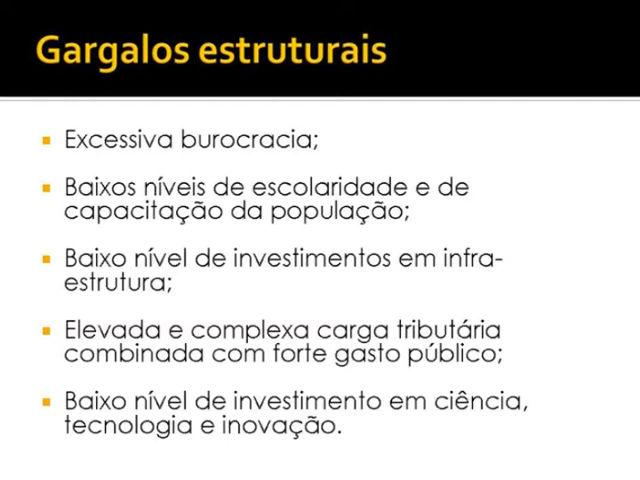 Gargalos estruturais
Excessiva burocracia;
Baixos níveis de escolaridade e de
capacitação da população;
Baixo nível de investimentos em infra-
estrutura;
Elevada e complexa carga tributária
combinada com forte gasto público;
Baixo nível de investimento em ciência,
tecnologia e inovação.